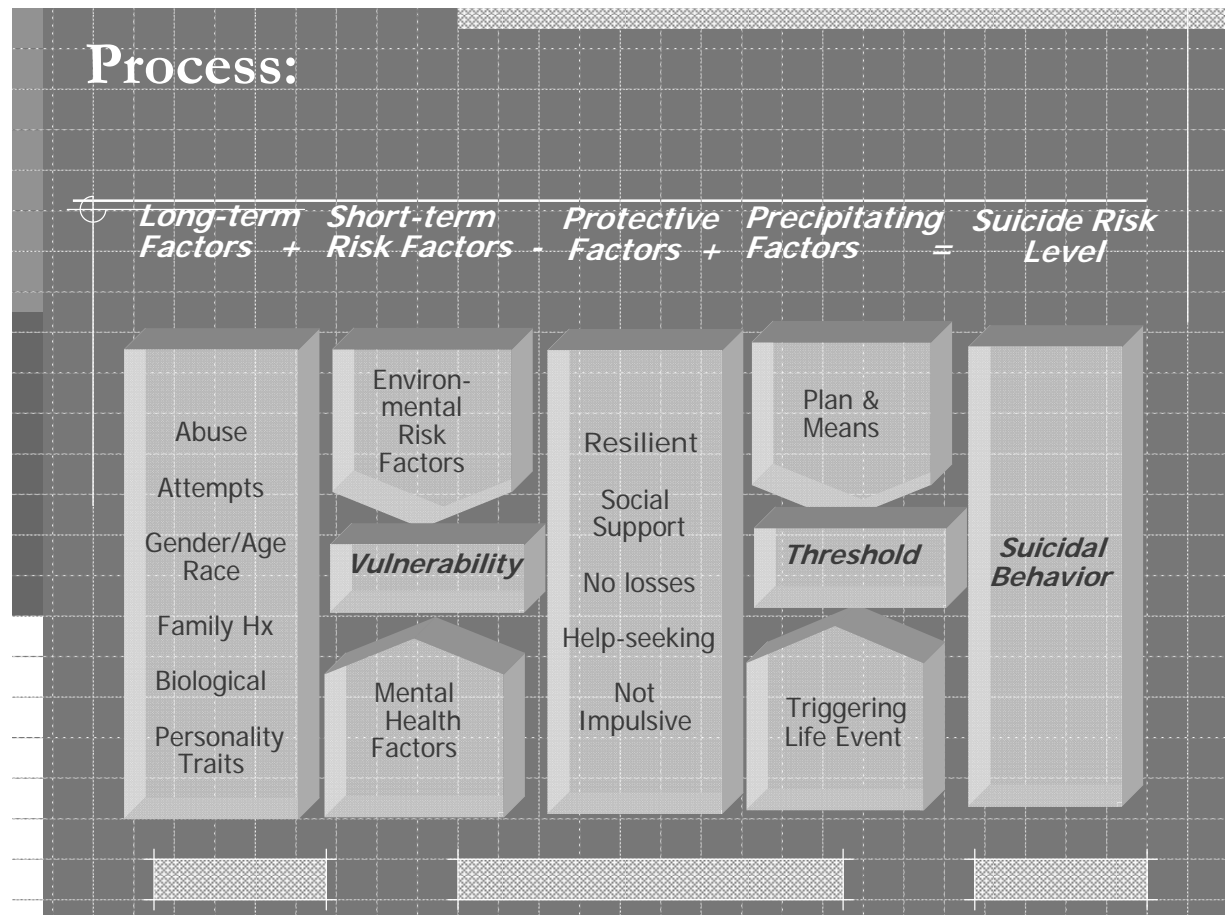 Process:
Long-term
Factors +
Short-term
Risk Factors -
Protective
Factors +
Precipitating
Factors =
Suicide Risk
Level
Abuse
Attempts
Gender/Age
Race
Family Hx
Biological
Personality
Traits
Environ-
mental
Risk
Factors
Vulnerability
Mental
Health
Factors
Resilient
Social
Support
No losses
Help-seeking
Not
Impulsive
Plan &
Means
Threshold
Triggering
Life Event
Suicidal
Behavior